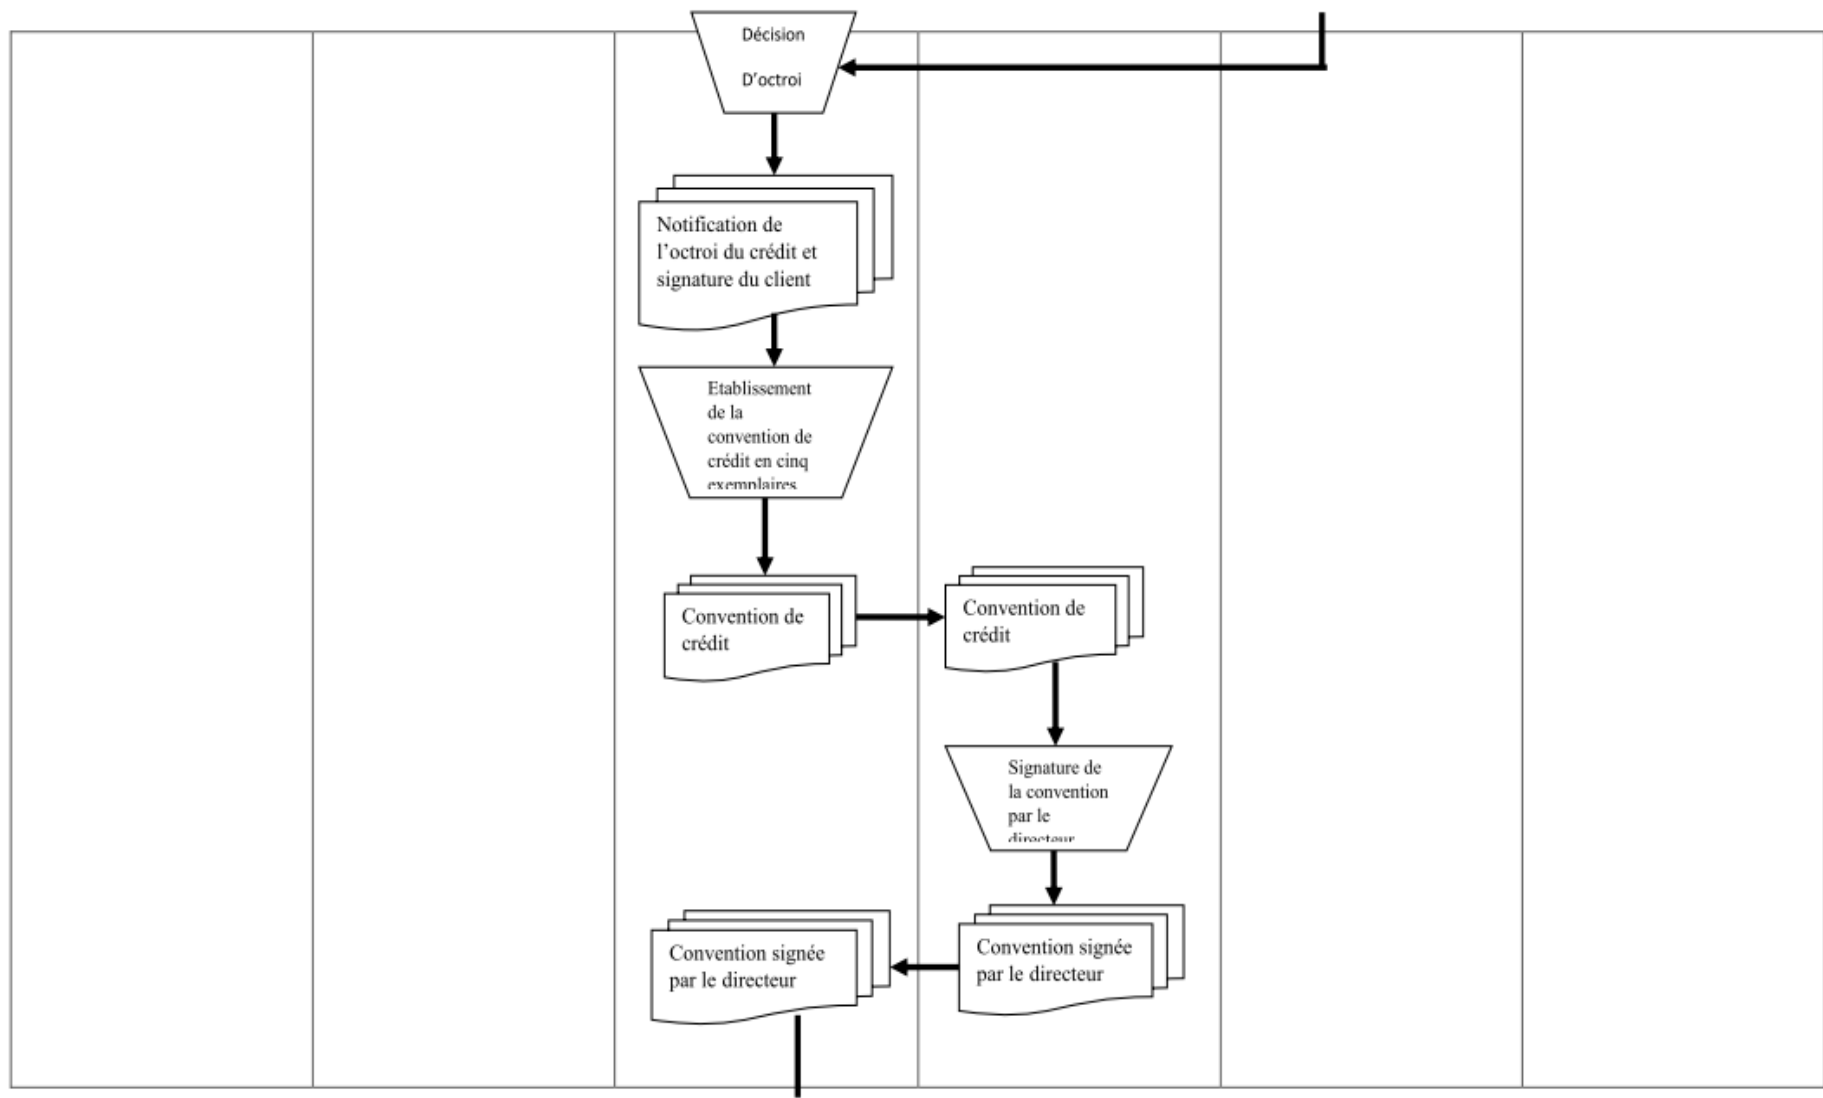 Décision
D'octroi
Notification de
l'octroi du crédit et
signature du client
Etablissement
de la
convention de
crédit en cinq
exemplaires
Convention de
crédit
Convention de
crédit
Signature de
la convention
par le
directeur
Convention signée
par le directeur
Convention signée
par le directeur